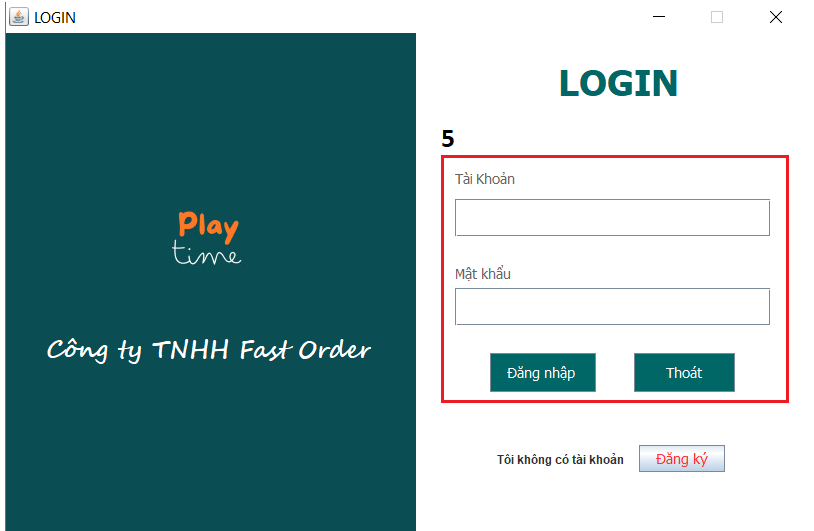 LOGIN
Play
time
Công ty TNHH Fast Order
LOGIN
5
Tài Khoản
Mật khẩu
Đăng nhập
Thoát
Tôi không có tài khoản
Đăng ký